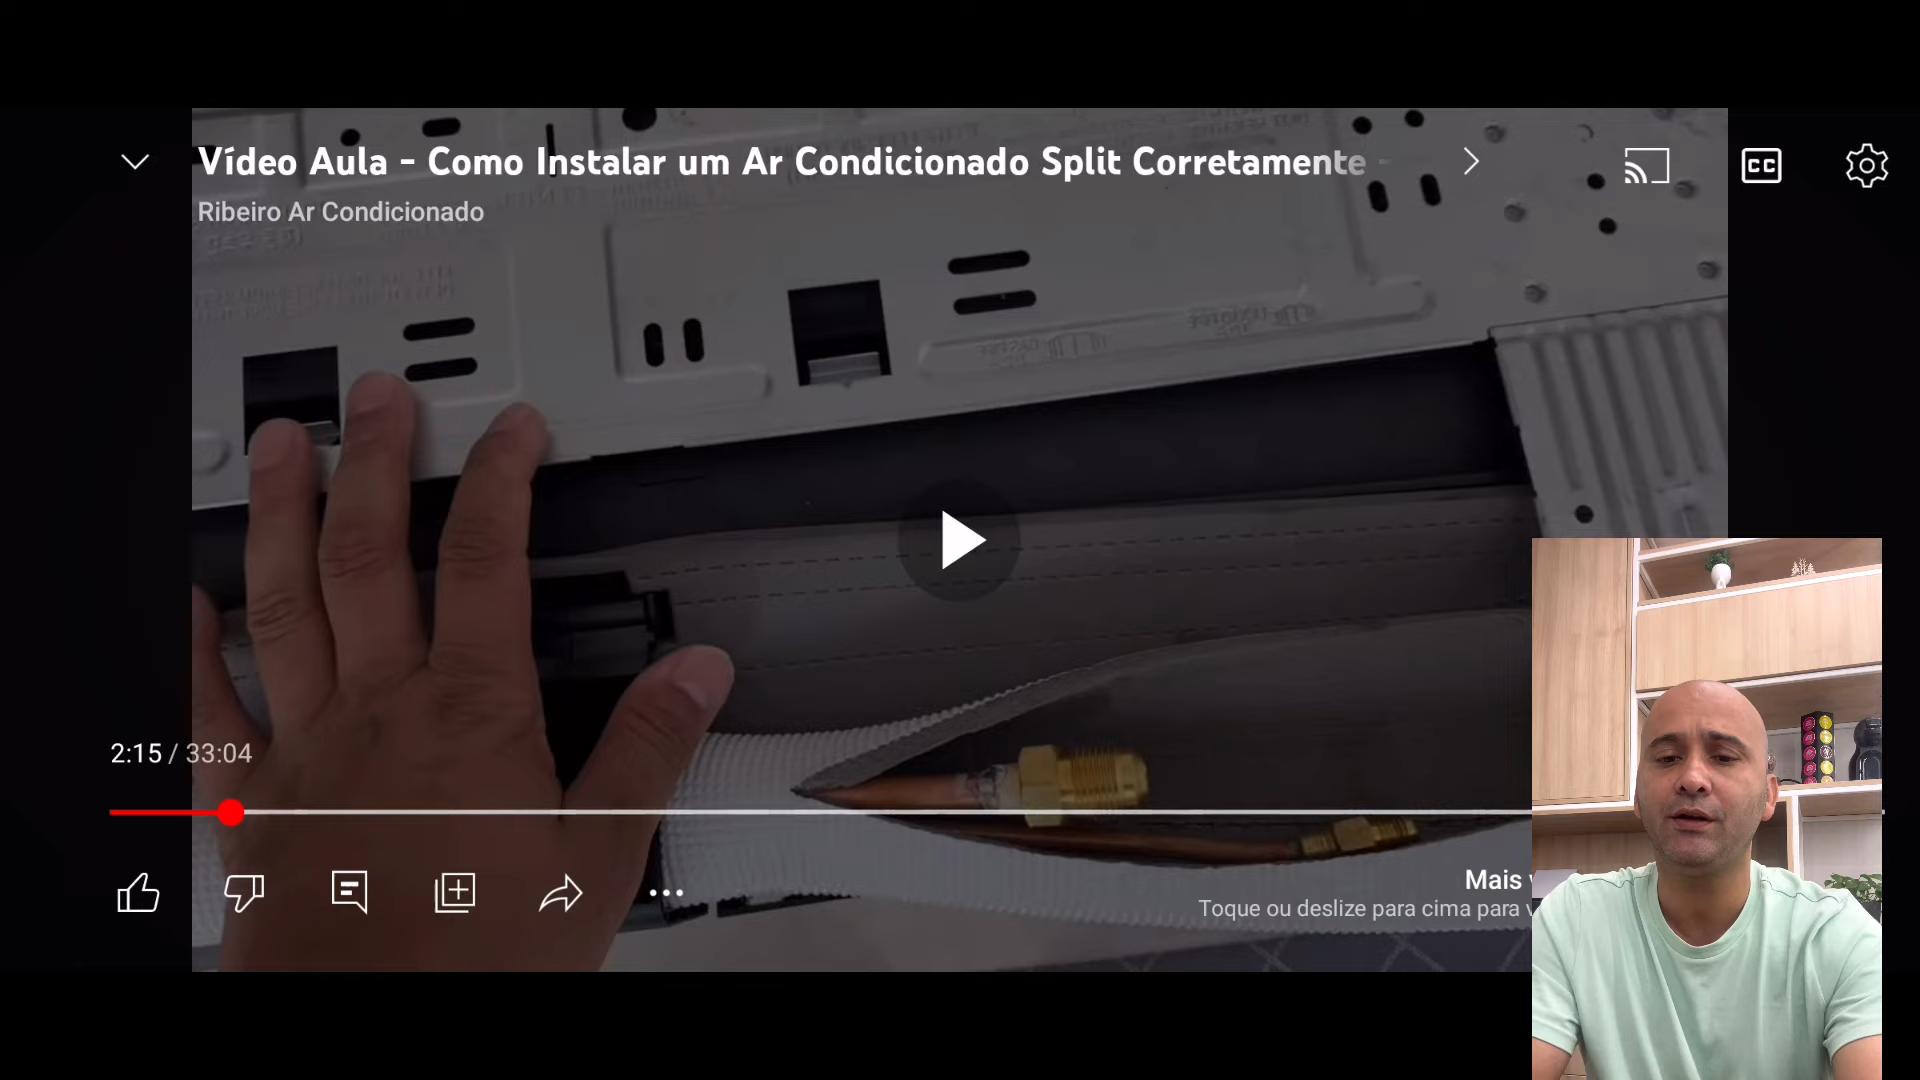 Vídeo Aula - Como Instalar um Ar Condicionado Split Corretamente -
CC
Ribeiro Ar Condicionado
2:15 / 33:04
Mais
Toque ou deslize para cima para